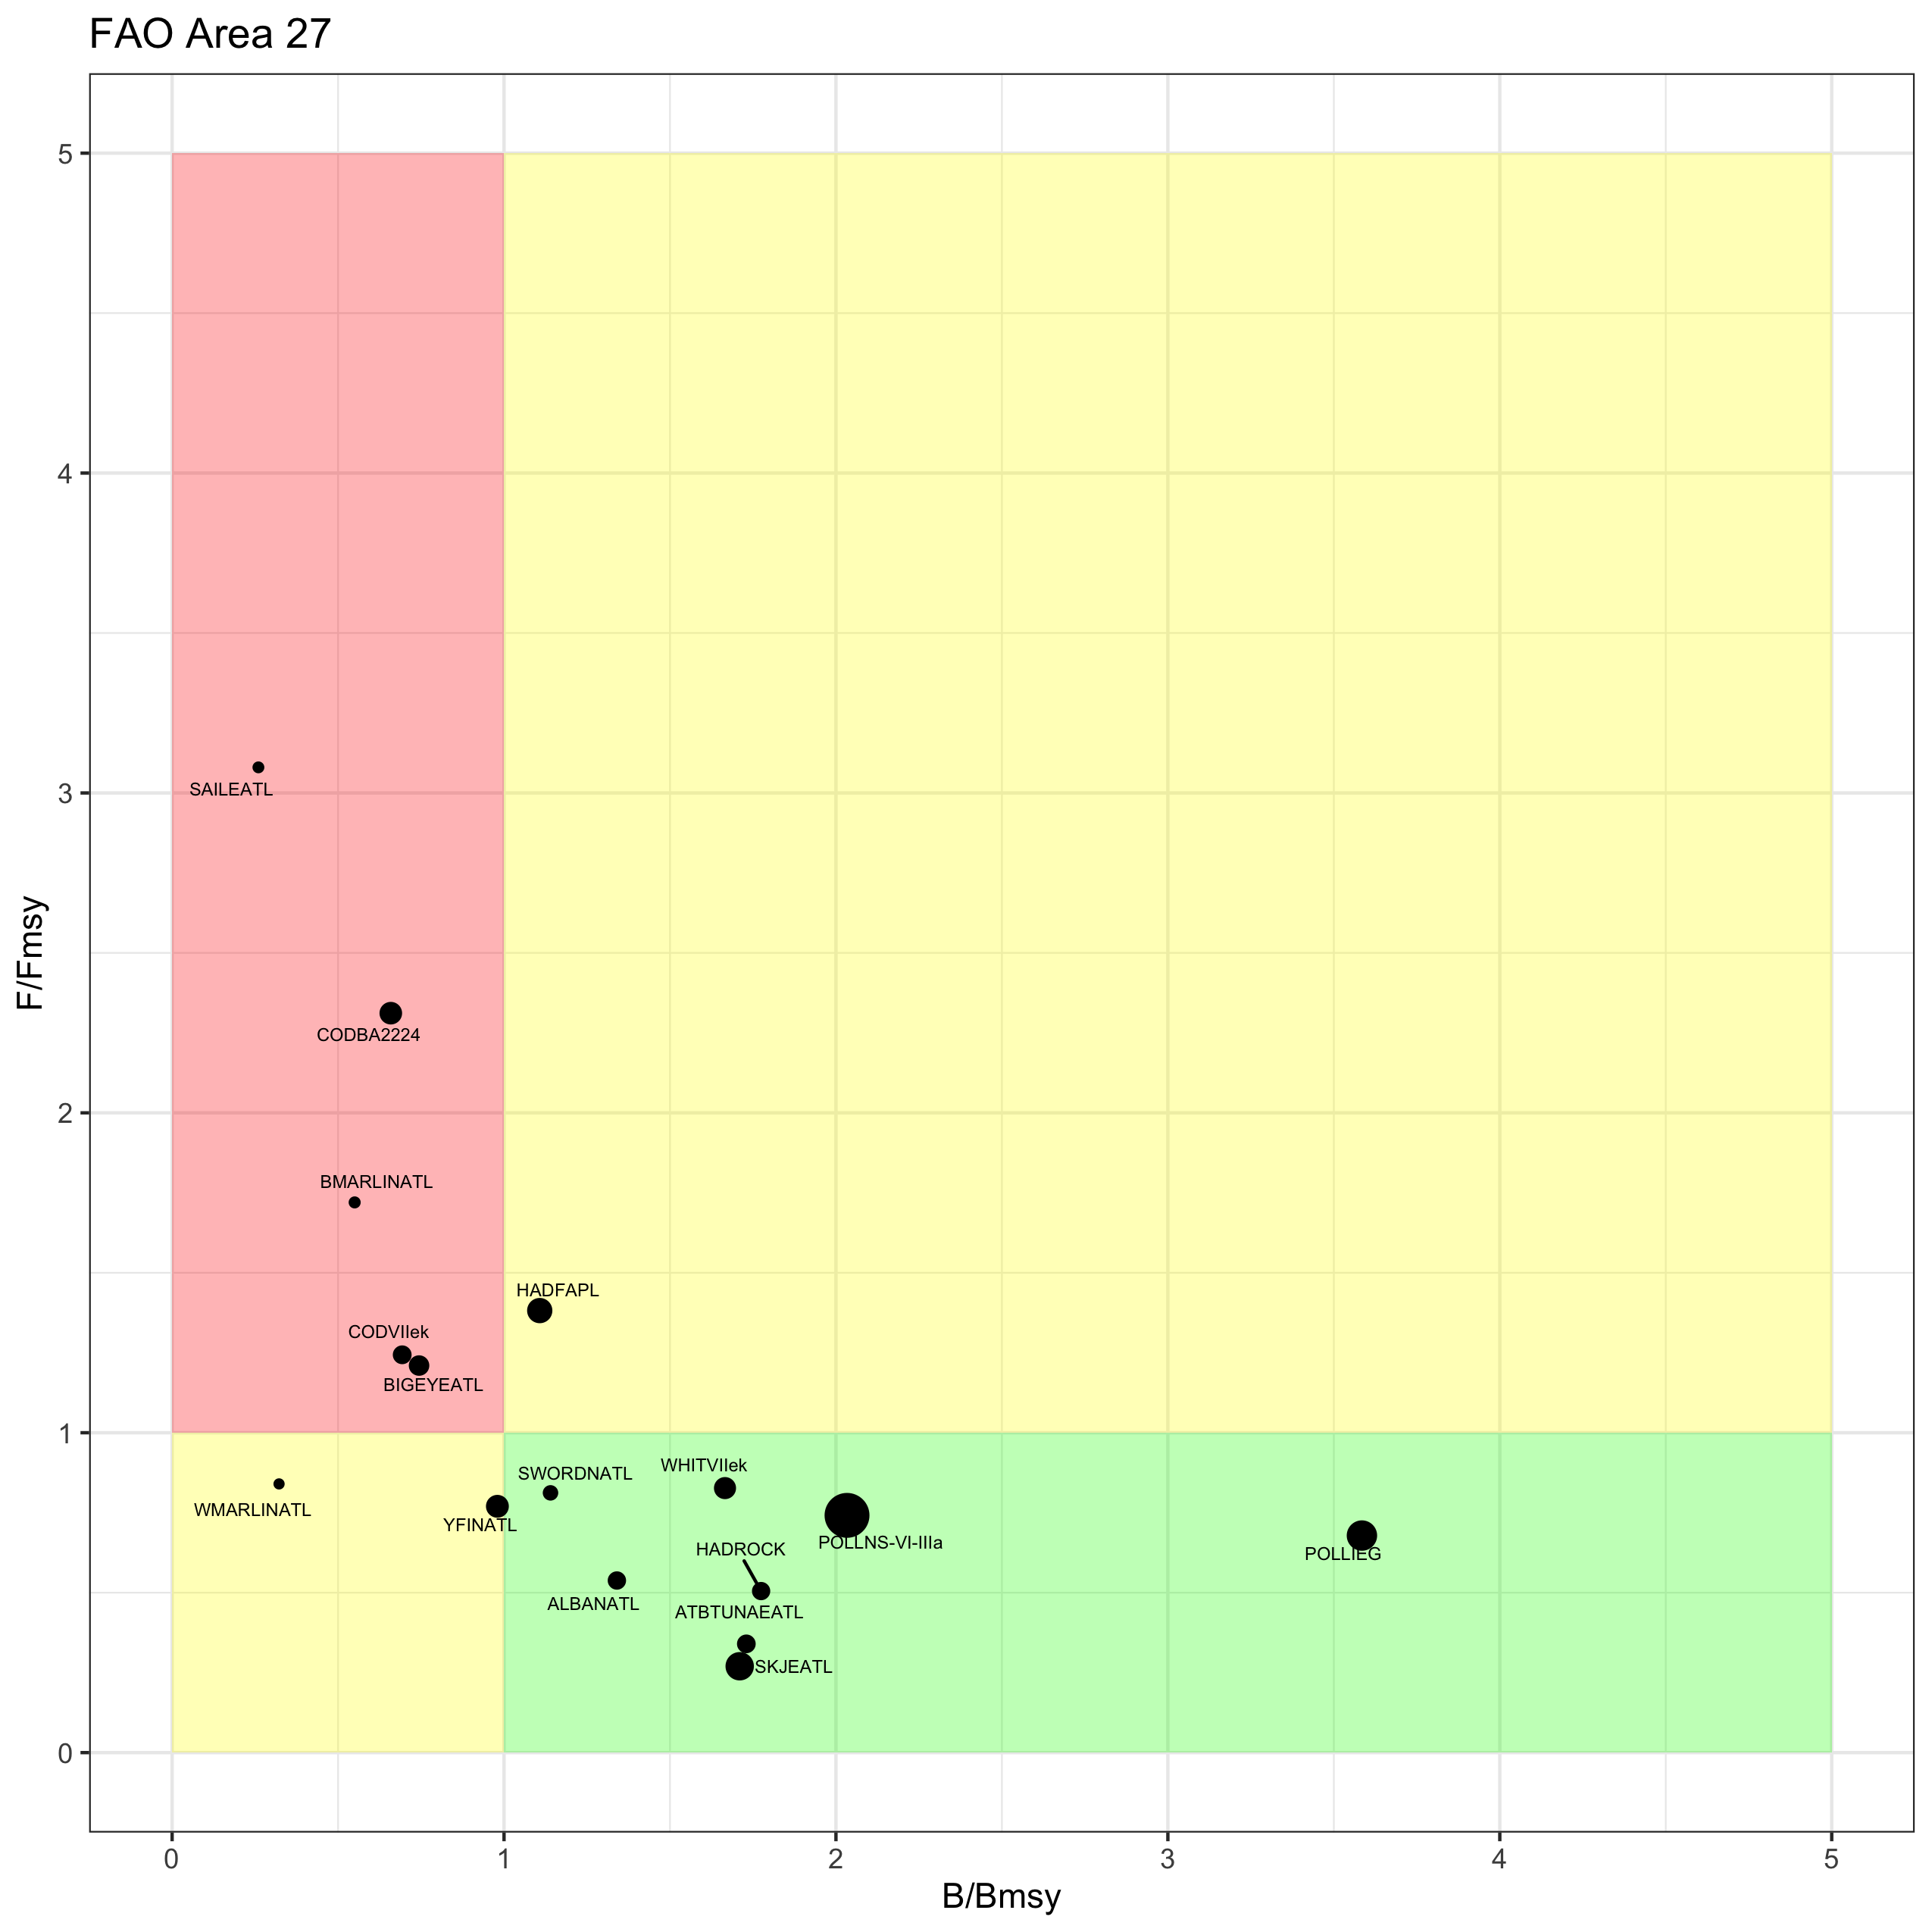 FAO Area 27
F/Fmsy
5
4
3
2
1
0
SAILEATL
CODBA2224
BMARLINATL
HADFAPL
CODVIIek
BIGEYEATL
WHITVIIek
SWORDNATL
WMARLINATL
YFINATL
POLLNS-VI-IIIa
HADROCK
POLLIEG
ALBANATL
ATBTUNAEATL
SKJEATL
0 1 2 3 4 5
B/Bmsy